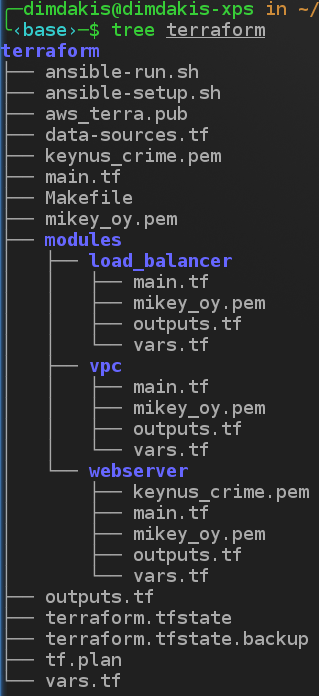 ╭─dimdakis@dimdakis-xps in ~/
╰‹base›─$ tree terraform
terraform
├── ansible-run.sh
├── ansible-setup.sh
├── aws_terra.pub
├── data-sources.tf
├── keynus_crime.pem
├── main.tf
├── Makefile
├── mikey_oy.pem
├── modules
│   ├── load_balancer
│   │   ├── main.tf
│   │   ├── mikey_oy.pem
│   │   ├── outputs.tf
│   │   └── vars.tf
│   ├── vpc
│   │   ├── main.tf
│   │   ├── mikey_oy.pem
│   │   ├── outputs.tf
│   │   └── vars.tf
│   └── webserver
│       ├── keynus_crime.pem
│       ├── main.tf
│       ├── mikey_oy.pem
│       ├── outputs.tf
│       └── vars.tf
├── outputs.tf
├── terraform.tfstate
├── terraform.tfstate.backup
├── tf.plan
└── vars.tf